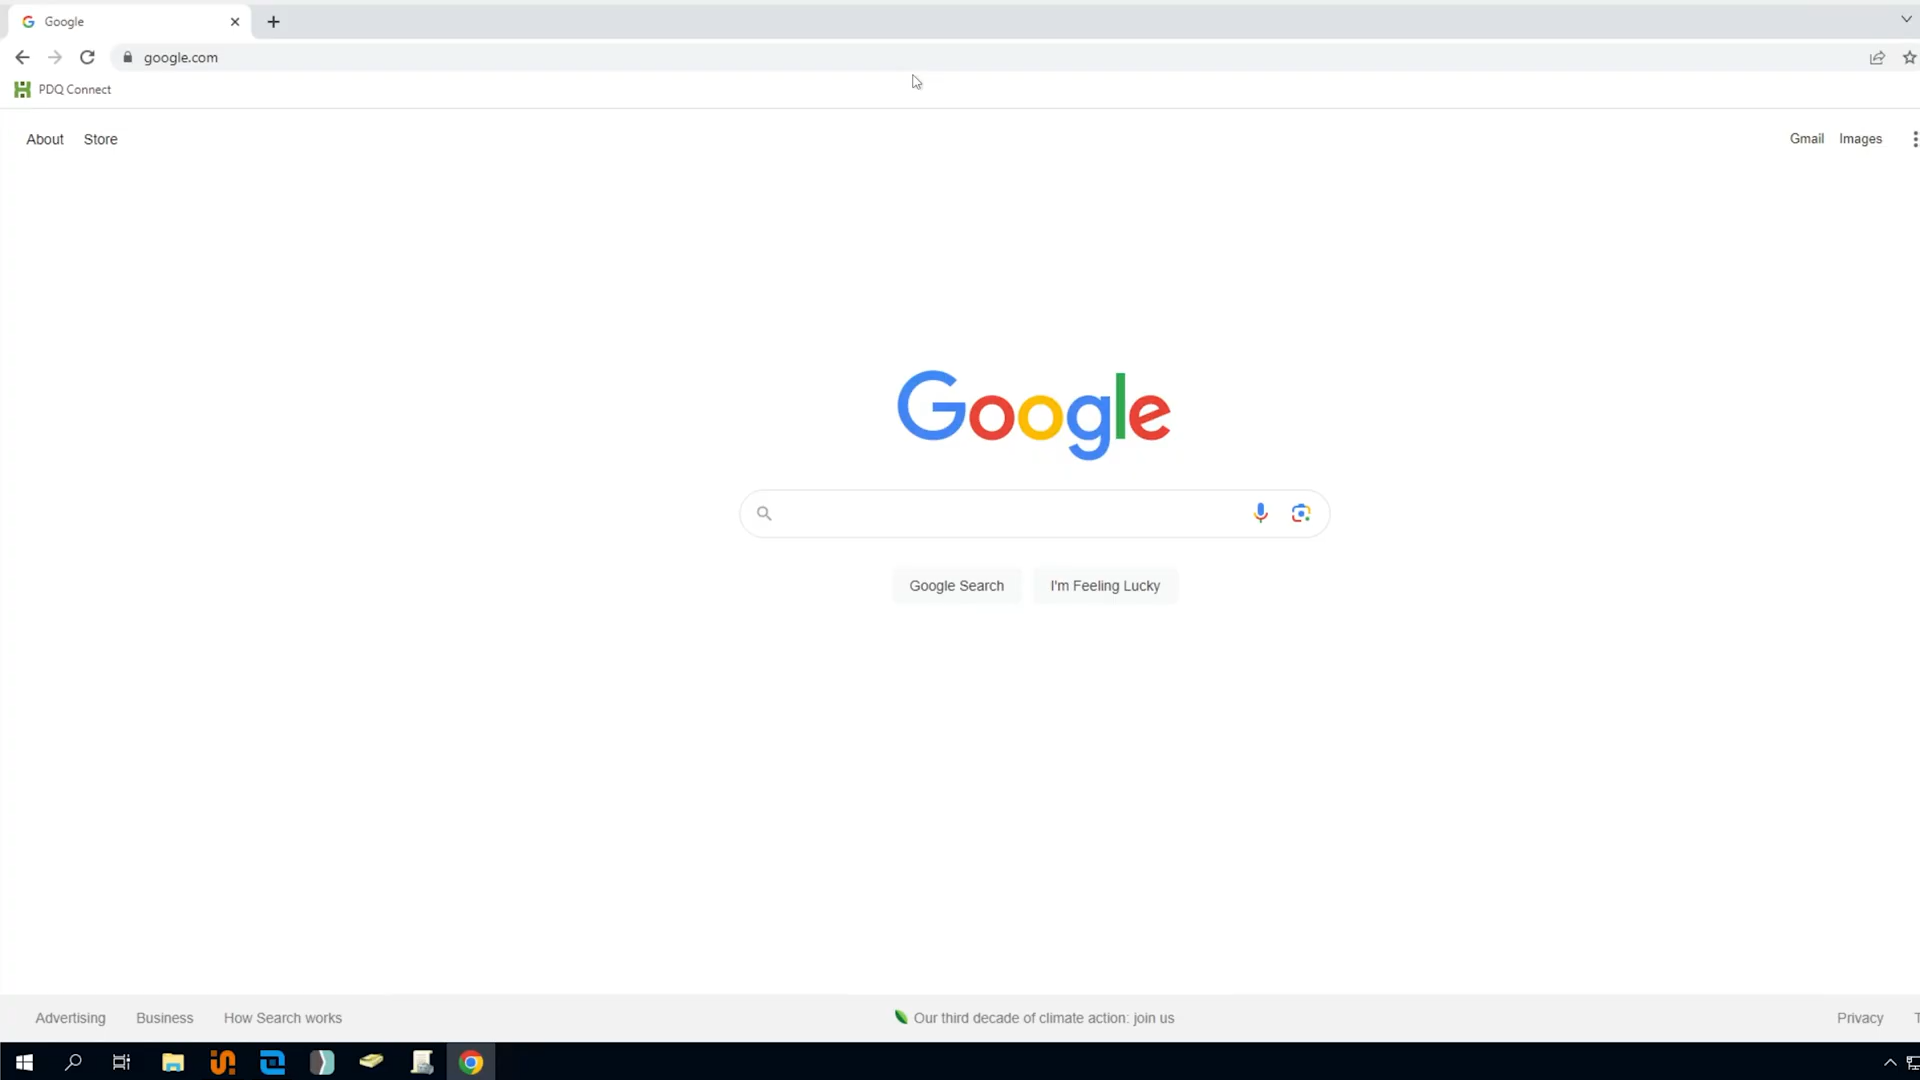 Google
google.com
PDQ Connect
About Store
Gmail Images
Google
Google Search I'm Feeling Lucky
Advertising Business How Search works
Our third decade of climate action: join us
Privacy